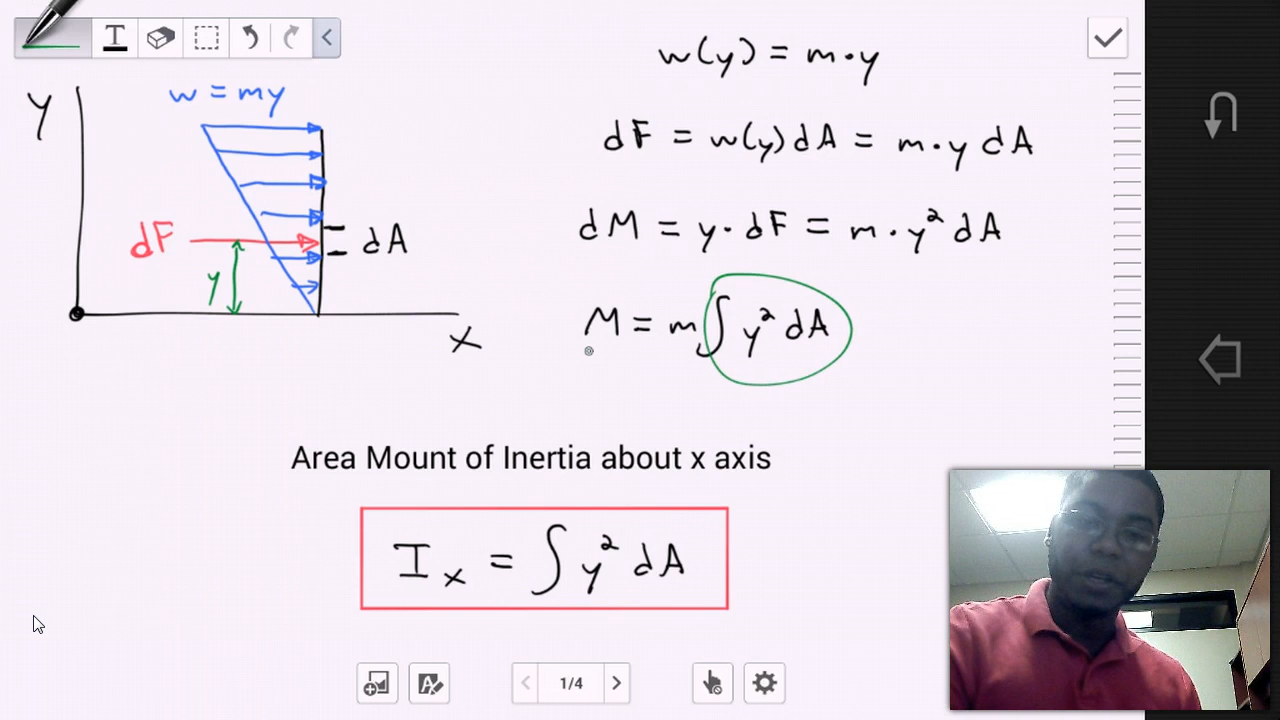 T
w(y) = m·y
y
w = my
dF = w(y)dA = m·y dA
dF
dA
dM = y·dF = m·y² dA
y
M = m∫y² dA
x
Area Mount of Inertia about x axis
Iₓ = ∫y² dA
1/4